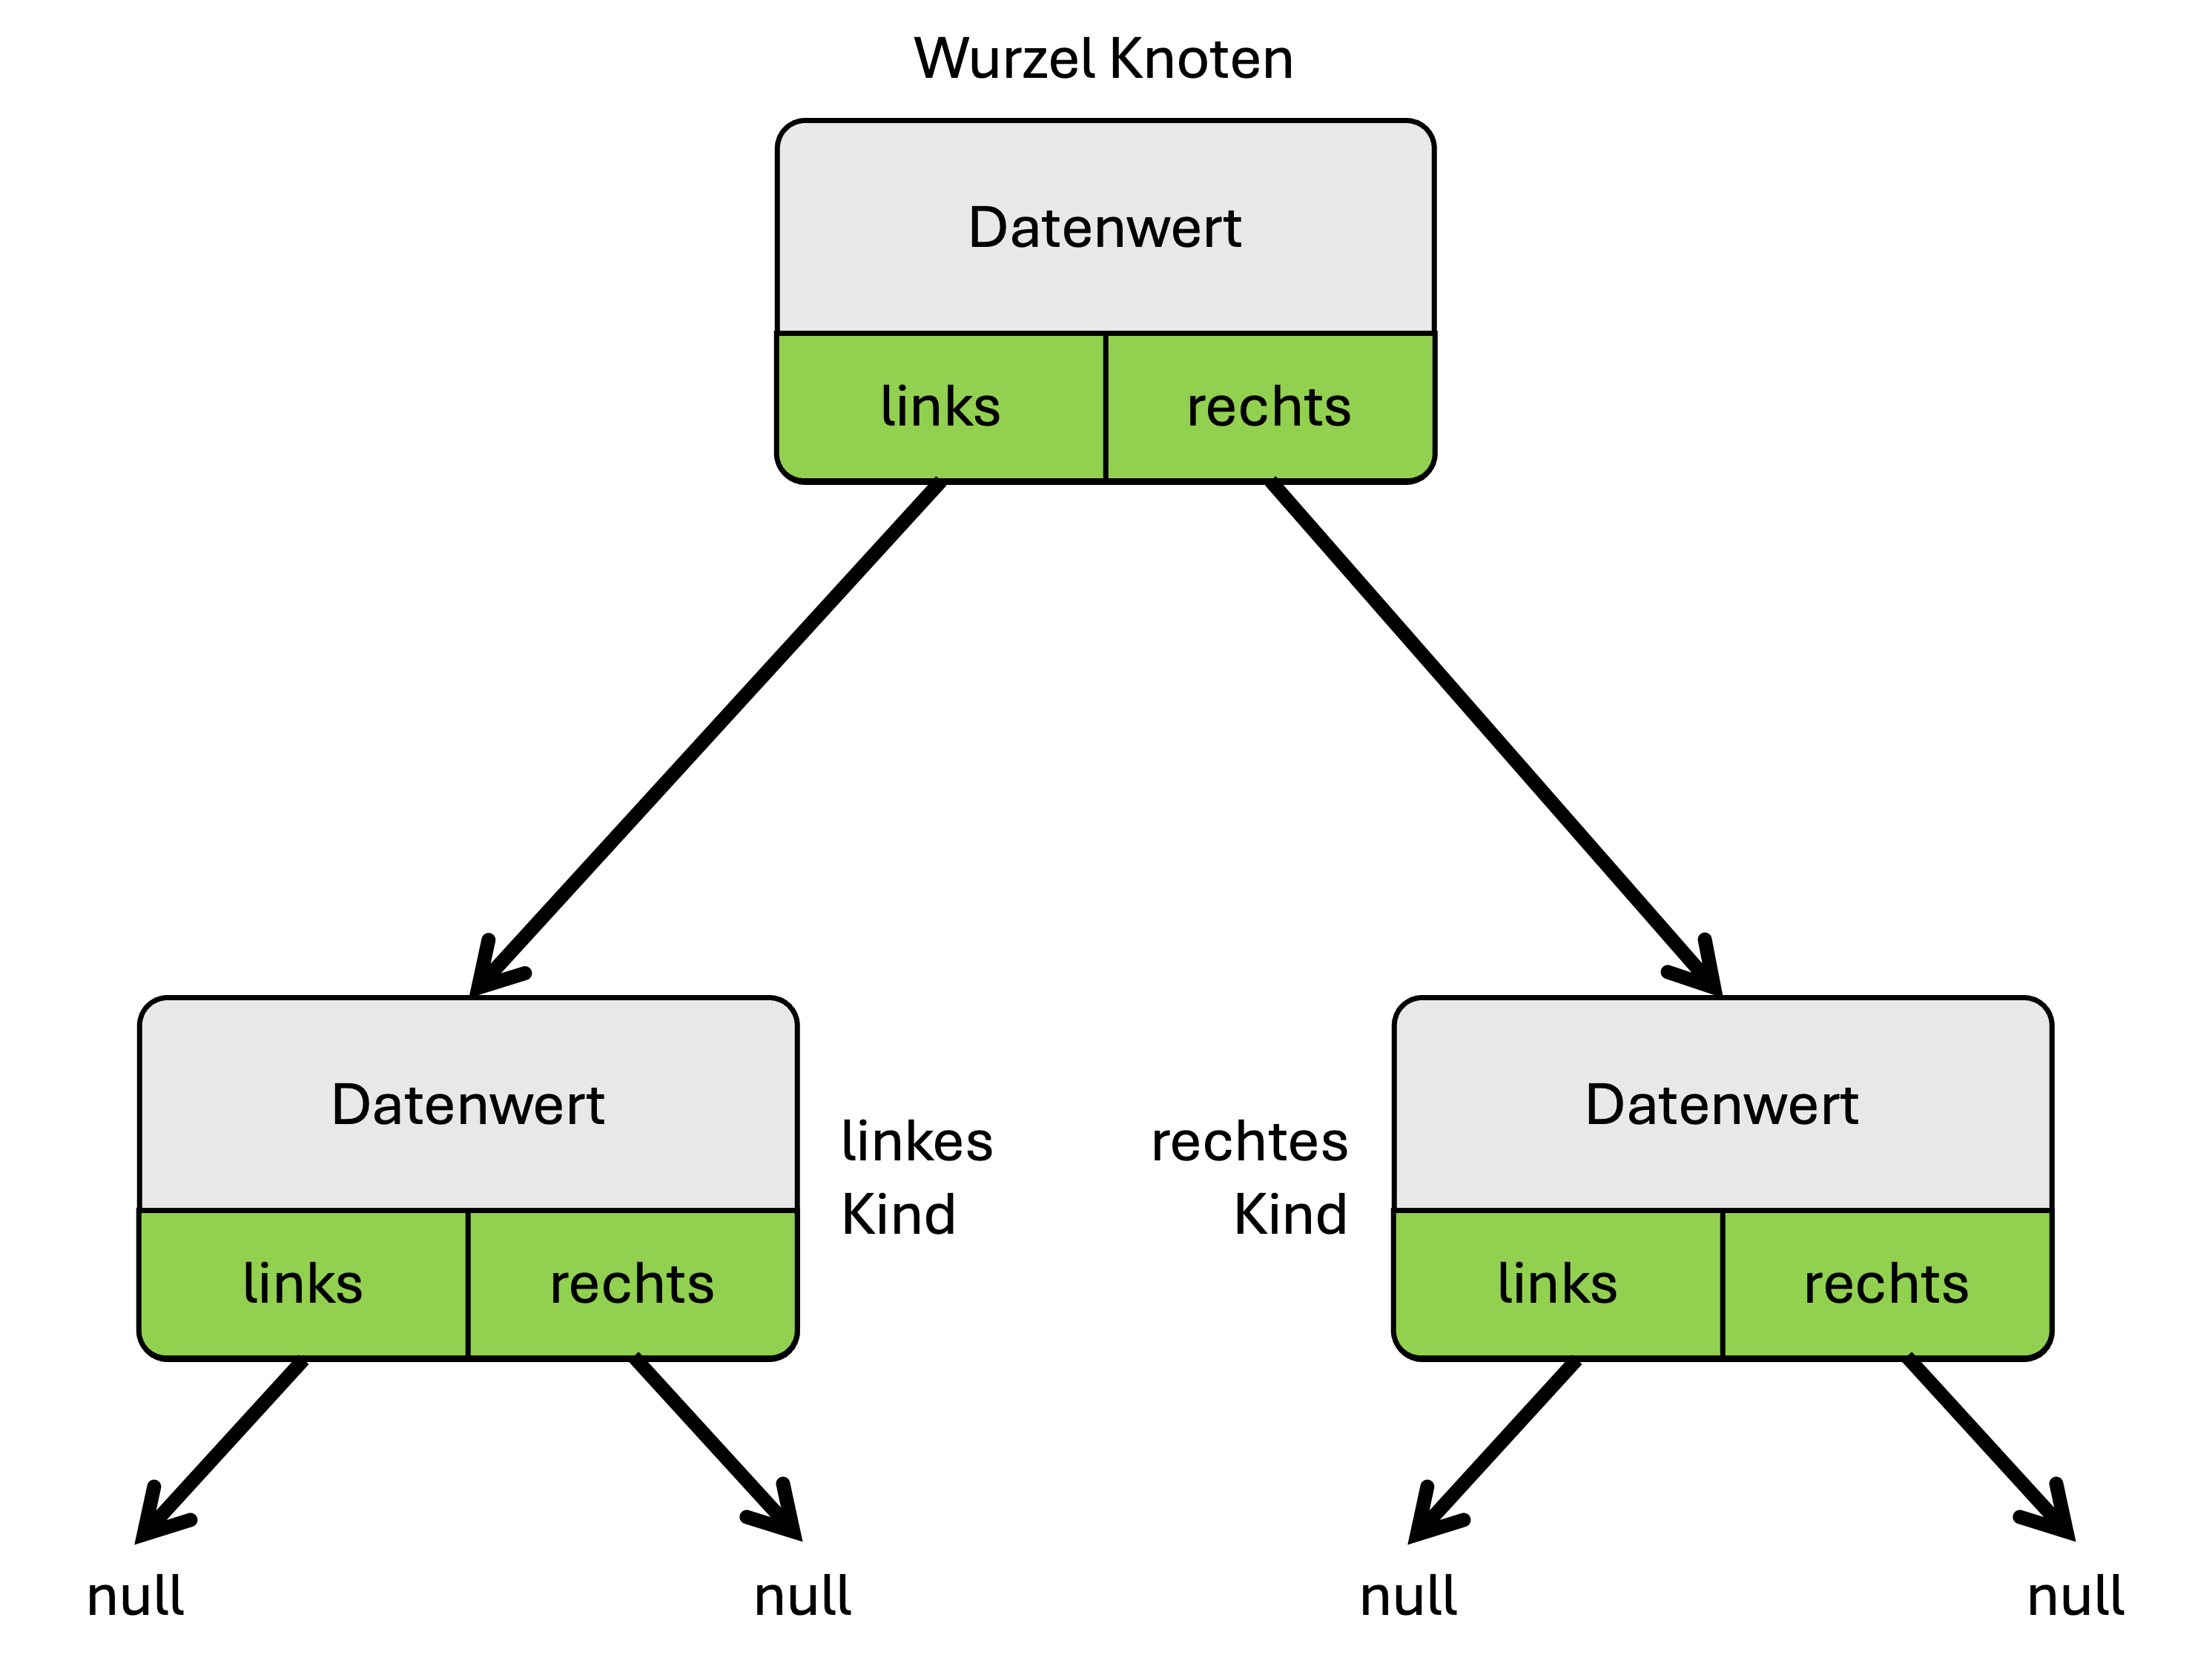 Wurzel Knoten
Datenwert
links
rechts
Datenwert
linkes
Kind
links
rechts
rechtes
Kind
Datenwert
links
rechts
null
null
null
null